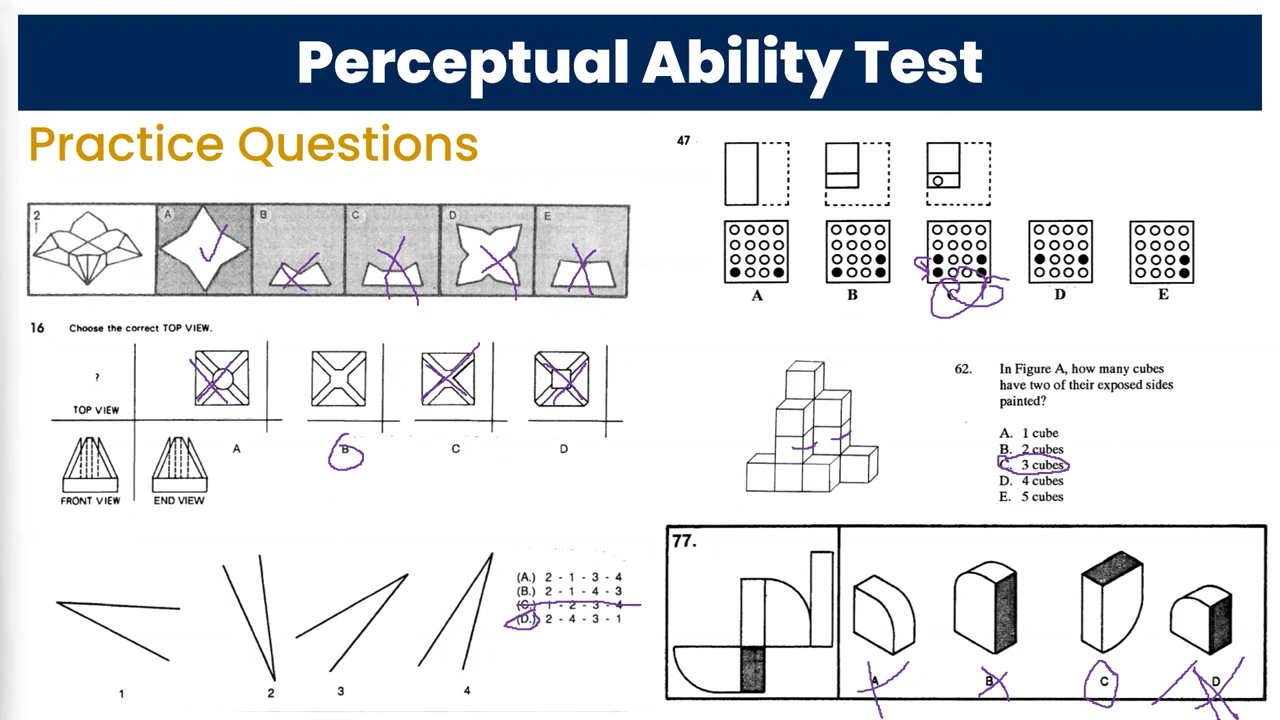 Perceptual Ability Test
Practice Questions
2
A
B
C
D
E
16 Choose the correct TOP VIEW.
?
TOP VIEW
A
B
C
D
FRONT VIEW
END VIEW
1
2
3
4
(A.) 2 - 1 - 3 - 4
(B.) 2 - 1 - 4 - 3
(C.) 1 - 2 - 3 - 4
(D.) 2 - 4 - 3 - 1
47
A
B
C
D
E
62. In Figure A, how many cubes
have two of their exposed sides
painted?
A. 1 cube
B. 2 cubes
C. 3 cubes
D. 4 cubes
E. 5 cubes
77.
A
B
C
D